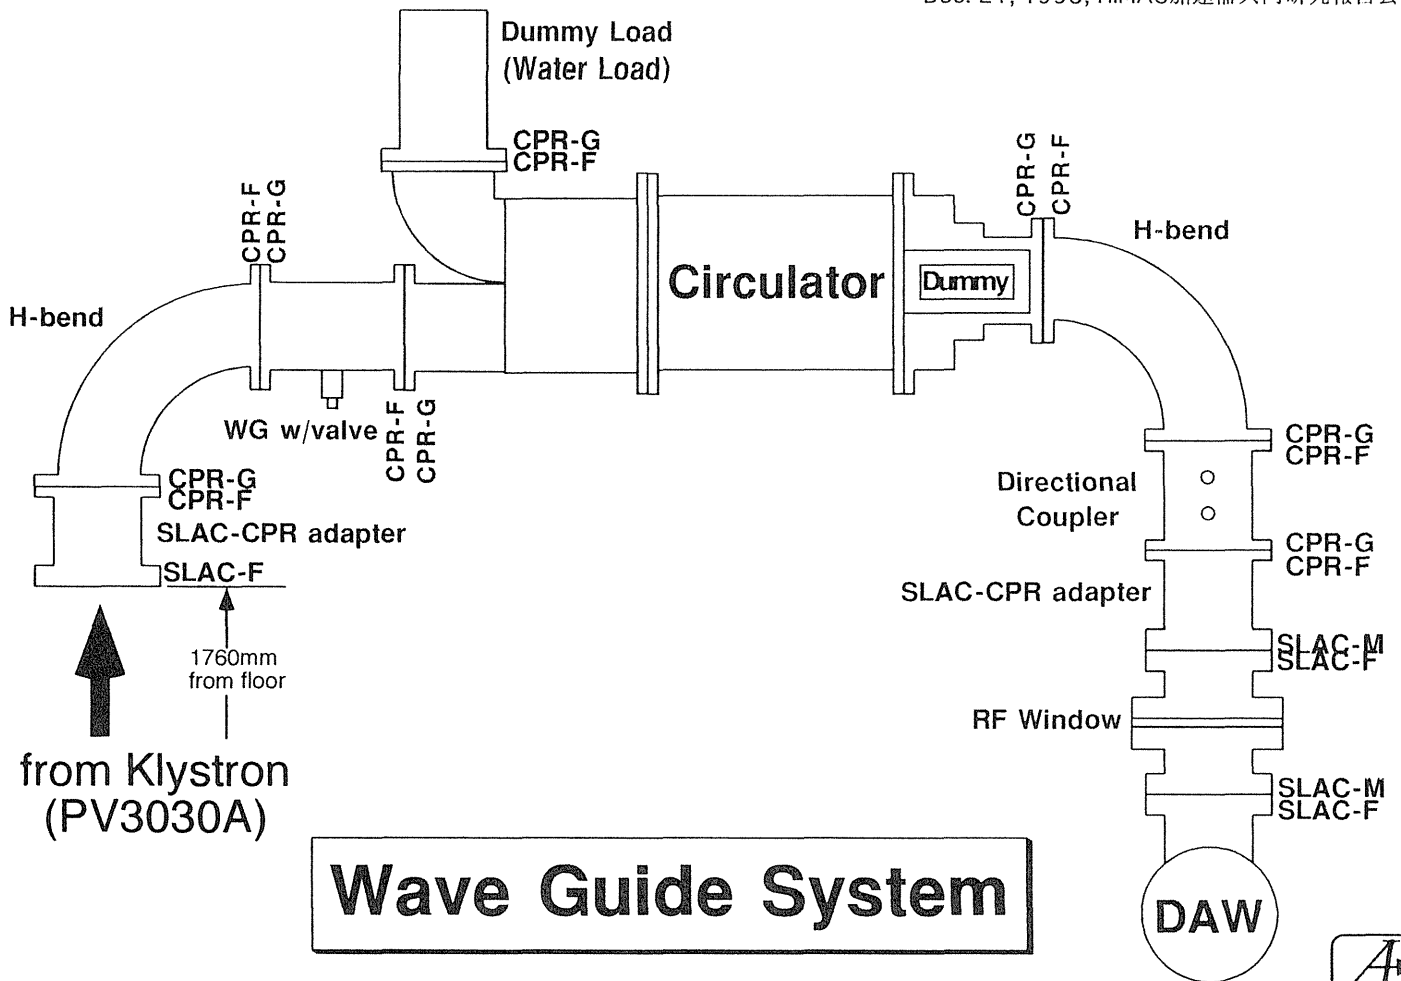 Dummy Load
(Water Load)
CPR-G
CPR-F
CPR-F
CPR-G
CPR-G
CPR-F
H-bend
H-bend
Circulator
Dummy
WG w/valve
CPR-F
CPR-G
CPR-G
CPR-F
SLAC-CPR adapter
SLAC-F
1760mm
from floor
from Klystron
(PV3030A)
CPR-G
CPR-F
Directional
Coupler
CPR-G
CPR-F
SLAC-CPR adapter
SLAC-M
SLAC-F
RF Window
SLAC-M
SLAC-F
DAW
Wave Guide System